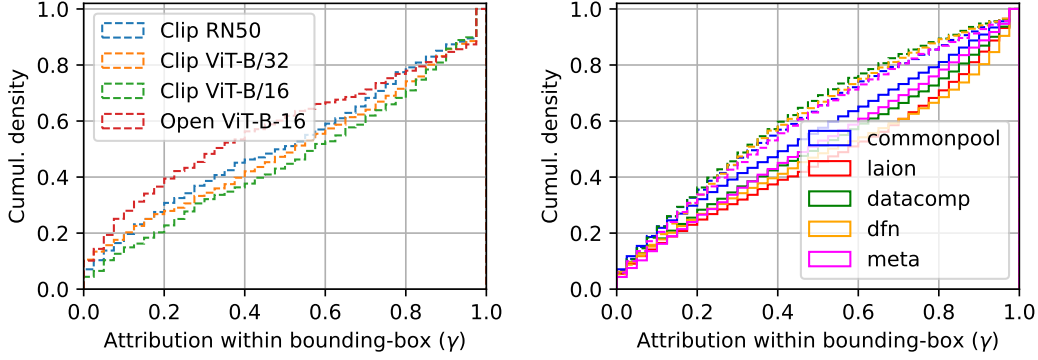 Cumul. density
1.0
0.8
0.6
0.4
0.2
0.0
Clip RN50
Clip ViT-B/32
Clip ViT-B/16
Open ViT-B-16
0.0 0.2 0.4 0.6 0.8 1.0
Attribution within bounding-box (γ)
Cumul. density
1.0
0.8
0.6
0.4
0.2
0.0
commonpool
laion
datacomp
dfn
meta
0.0 0.2 0.4 0.6 0.8 1.0
Attribution within bounding-box (γ)